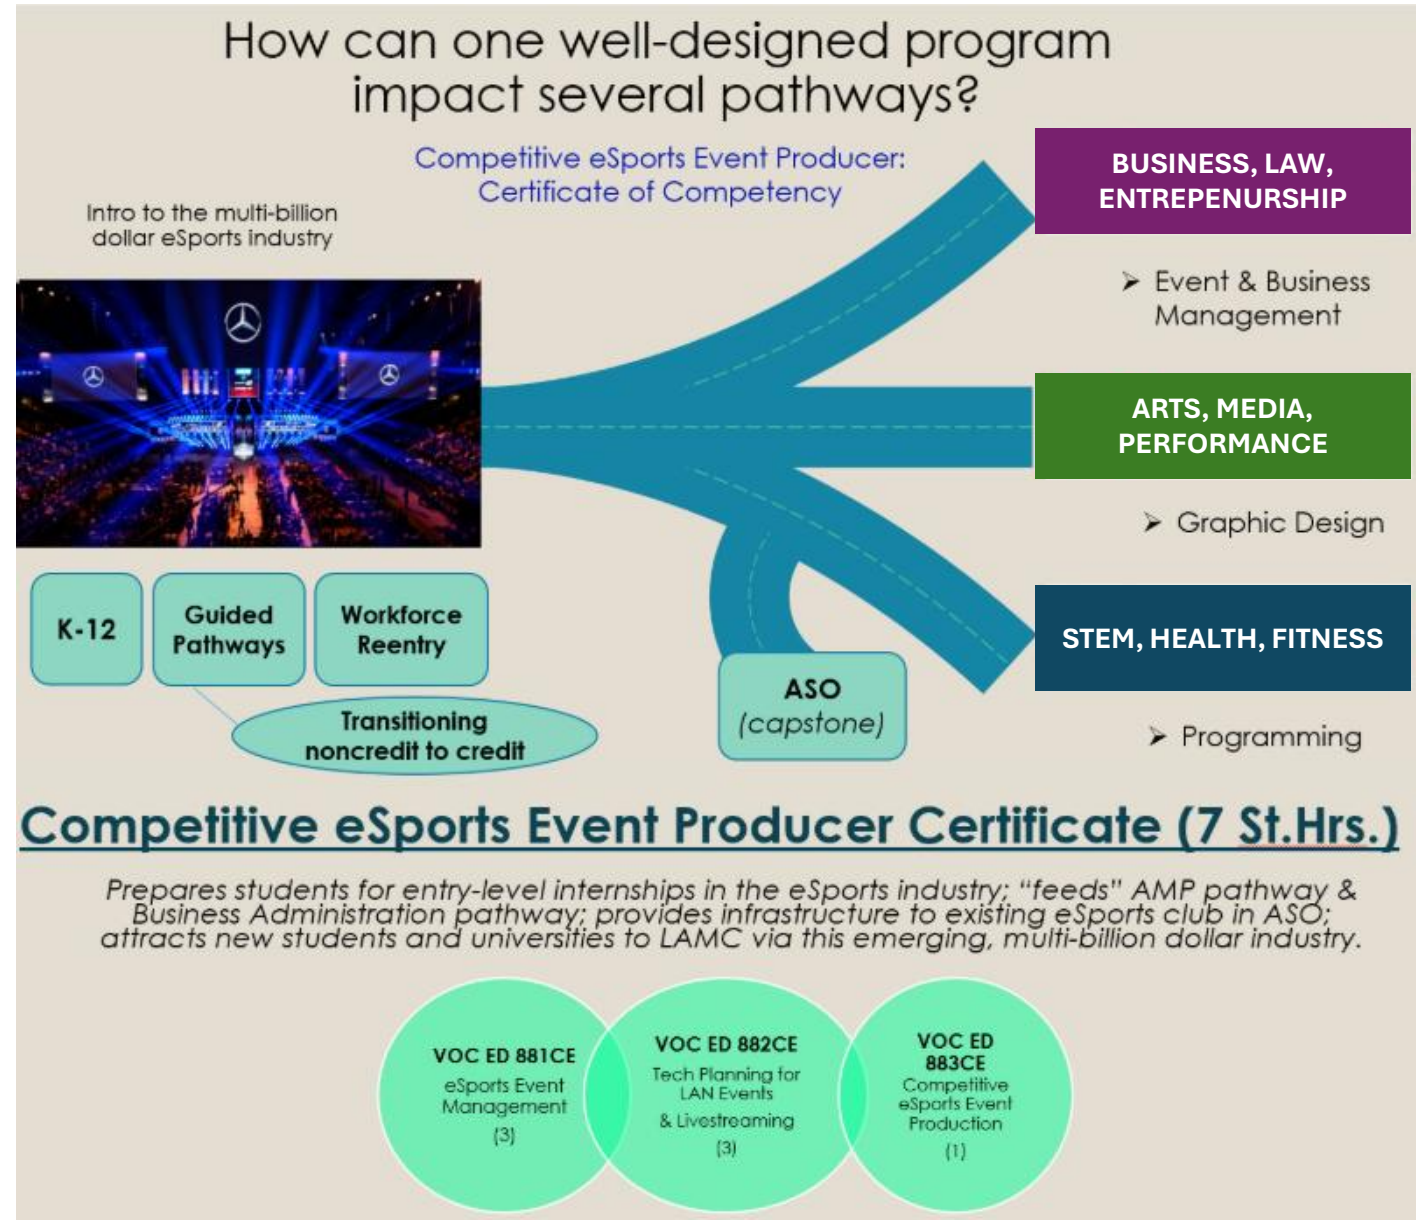 How can one well-designed program
impact several pathways?
Competitive eSports Event Producer:
Certificate of Competency
Intro to the multi-billion
dollar eSports industry
BUSINESS, LAW,
ENTREPENURSHIP
➢ Event & Business
Management
ARTS, MEDIA,
PERFORMANCE
➢ Graphic Design
STEM, HEALTH, FITNESS
➢ Programming
K-12
Guided
Pathways
Workforce
Reentry
Transitioning
noncredit to credit
ASO
(capstone)
Competitive eSports Event Producer Certificate (7 St.Hrs.)
Prepares students for entry-level internships in the eSports industry; “feeds” AMP pathway &
Business Administration pathway; provides infrastructure to existing eSports club in ASO;
attracts new students and universities to LAMC via this emerging, multi-billion dollar industry.
VOC ED 881CE
eSports Event
Management
(3)
VOC ED 882CE
Tech Planning for
LAN Events
& Livestreaming
(3)
VOC ED
883CE
Competitive
eSports Event
Production
(1)